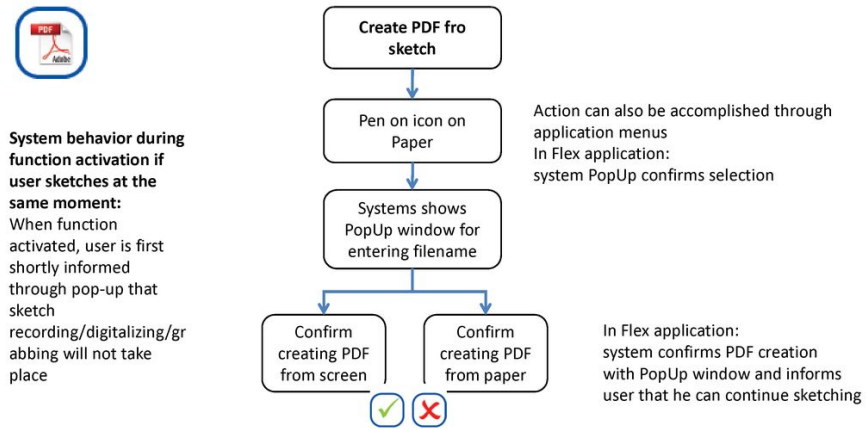 PDF
Adobe
Create PDF fro
sketch
Pen on icon on
Paper
Action can also be accomplished through
application menus
In Flex application:
system PopUp confirms selection
System behavior during
function activation if
user sketches at the
same moment:
When function
activated, user is first
shortly informed
through pop-up that
sketch
recording/digitalizing/gr
abbing will not take
place
Systems shows
PopUp window for
entering filename
Confirm
creating PDF
from screen
Confirm
creating PDF
from paper
In Flex application:
system confirms PDF creation
with PopUp window and informs
user that he can continue sketching